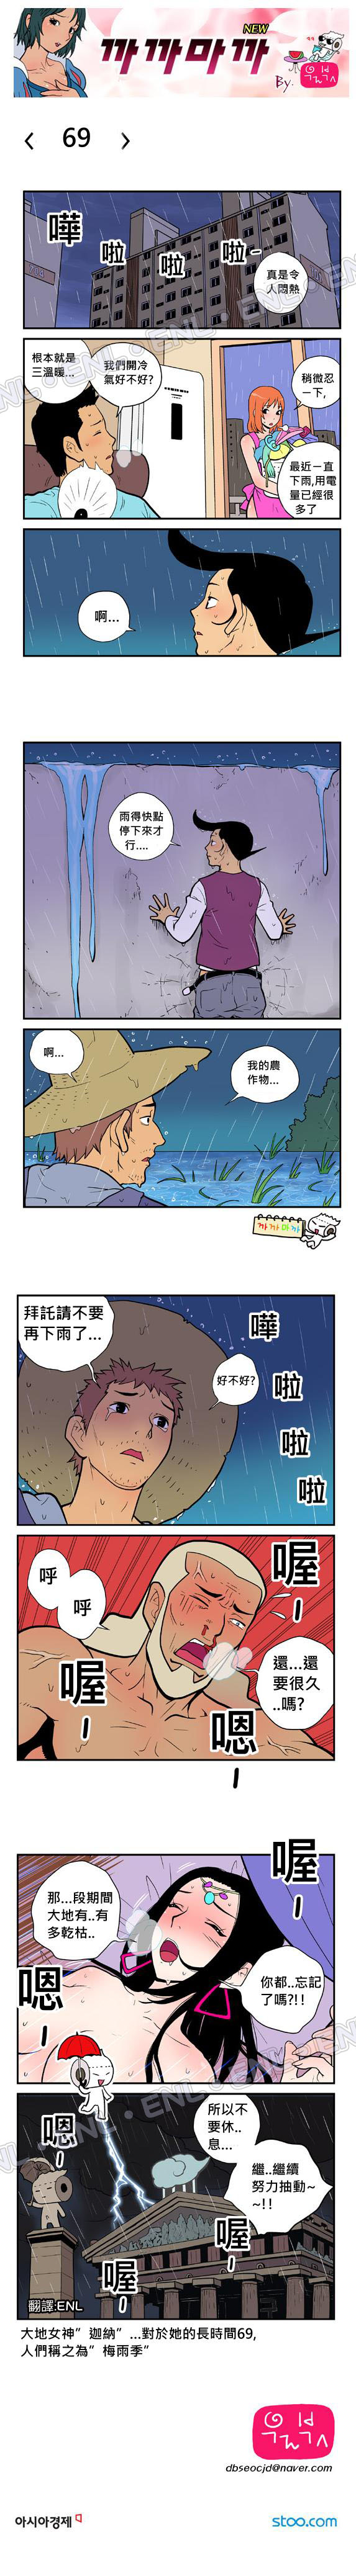 NEW
까까마까
By.
< 69 >
嘩
啦
啦
啦
真是令
人悶熱
根本就是
三溫暖...
我們開冷
氣好不好?
稍微忍
一下,
最近一直
下雨,用電
量已經很
多了
啊...
雨得快點
停下來才
行....
啊...
我的農
作物...
까까마까
拜託請不要
再下雨了...
嘩
好不好?
啦
啦
啦
喔
呼
呼
還...還
要很久
..嗎?
喔
嗯
喔
那...段期間
大地有..有
多乾枯..
你都..忘記
了嗎?!!
嗯
所以不
要休..
息...
嗯
繼..繼續
努力抽動~
~!!
喔
喔
翻譯:ENL
大地女神”迦納”...對於她的長時間69,
人們稱之為”梅雨季“
dbseocjd@naver.com
아시아경제
stoo.com